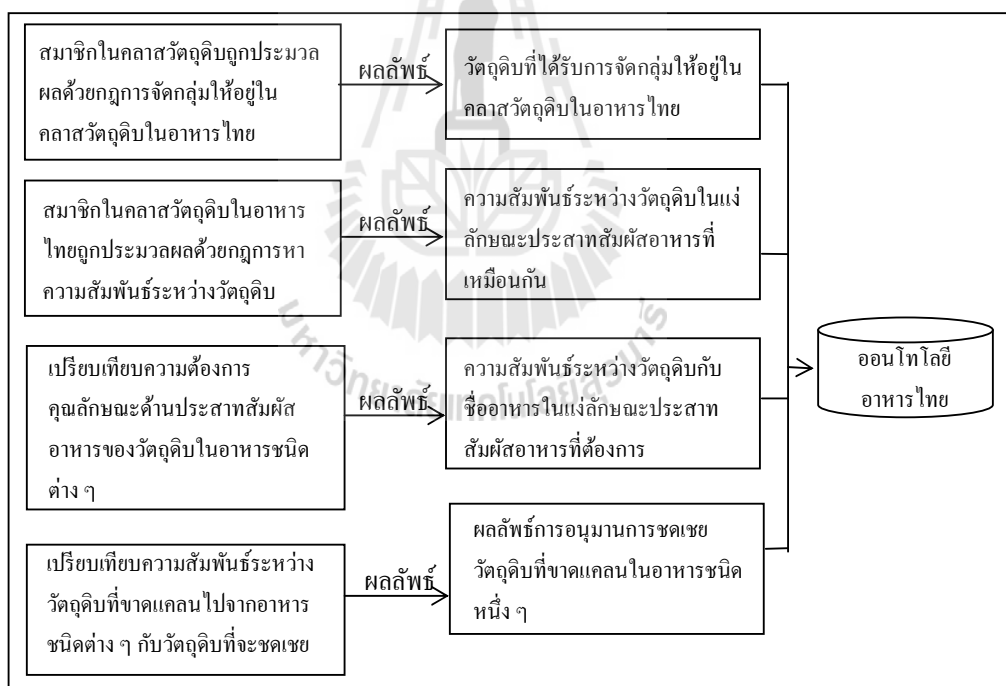 สมาชิกในคลาสวัตถุดิบถูกประมวล
ผลด้วยกฎการจัดกลุ่มให้อยู่ใน
คลาสวัตถุดิบในอาหารไทย
ผลลัพธ์
วัตถุดิบที่ได้รับการจัดกลุ่มให้อยู่ใน
คลาสวัตถุดิบในอาหารไทย
สมาชิกในคลาสวัตถุดิบในอาหาร
ไทยถูกประมวลผลด้วยกฎการหา
ความสัมพันธ์ระหว่างวัตถุดิบ
ผลลัพธ์
ความสัมพันธ์ระหว่างวัตถุดิบในแง่
ลักษณะประสาทสัมผัสอาหารที่
เหมือนกัน
เปรียบเทียบความต้องการ
คุณลักษณะด้านประสาทสัมผัส
อาหารของวัตถุดิบในอาหารชนิด
ต่าง ๆ
ผลลัพธ์
ความสัมพันธ์ระหว่างวัตถุดิบกับ
ชื่ออาหารในแง่ลักษณะประสาท
สัมผัสอาหารที่ต้องการ
เปรียบเทียบความสัมพันธ์ระหว่าง
วัตถุดิบที่ขาดแคลนไปจากอาหาร
ชนิดต่าง ๆ กับวัตถุดิบที่จะชดเชย
ผลลัพธ์
ผลลัพธ์การอนุมานการชดเชย
วัตถุดิบที่ขาดแคลนในอาหารชนิด
หนึ่ง ๆ
ออนโทโลยี
อาหารไทย
มหาวิทยาลัยเทคโนโลยีสุรนารี